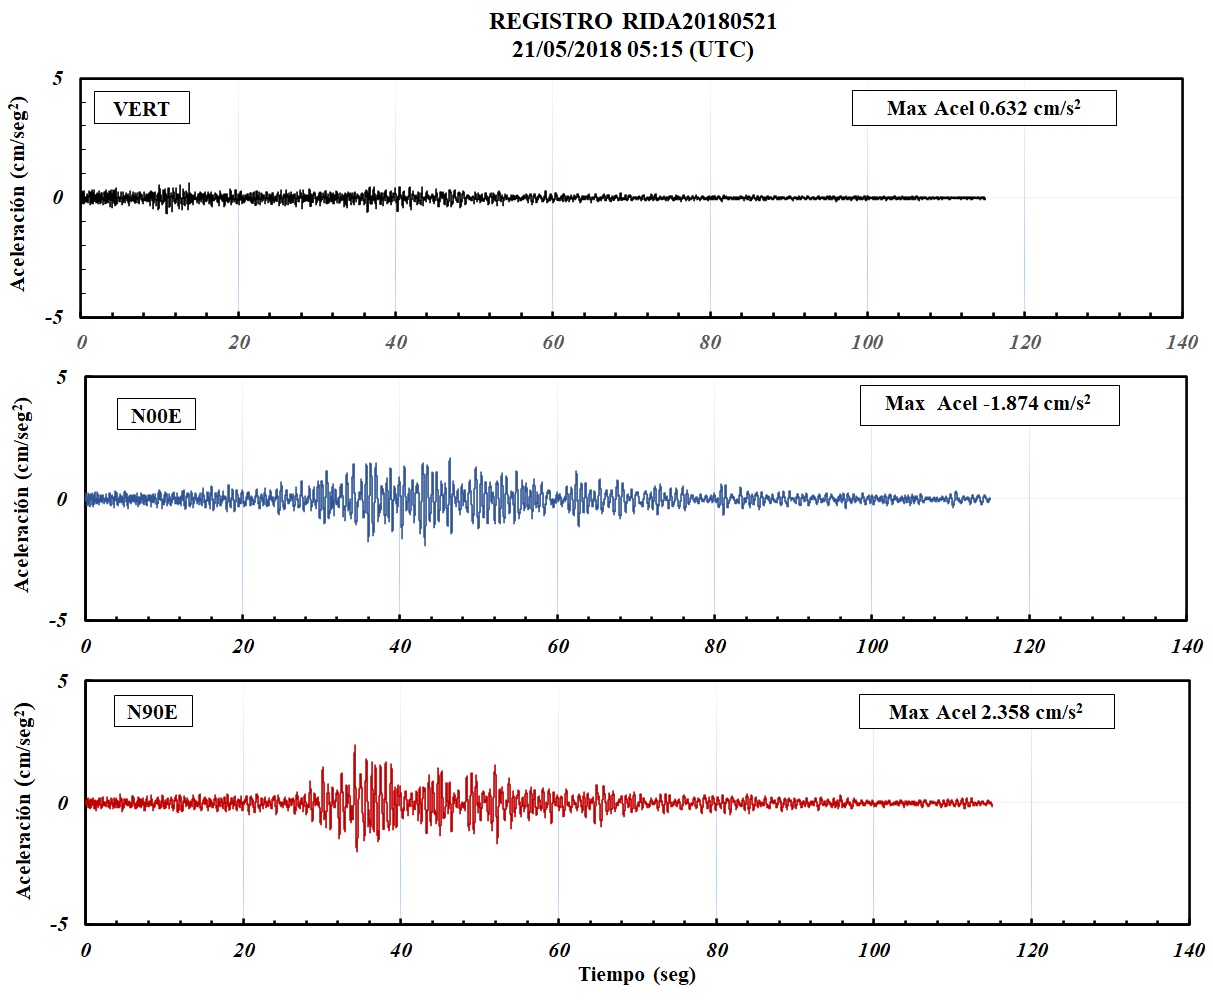 REGISTRO RIDA20180521
21/05/2018 05:15 (UTC)
Aceleración (cm/seg²)
5
0
-5
VERT
Max Acel 0.632 cm/s²
0 20 40 60 80 100 120 140
Aceleración (cm/seg²)
5
0
-5
N00E
Max Acel -1.874 cm/s²
0 20 40 60 80 100 120 140
Aceleración (cm/seg²)
5
0
-5
N90E
Max Acel 2.358 cm/s²
0 20 40 60 80 100 120 140
Tiempo (seg)